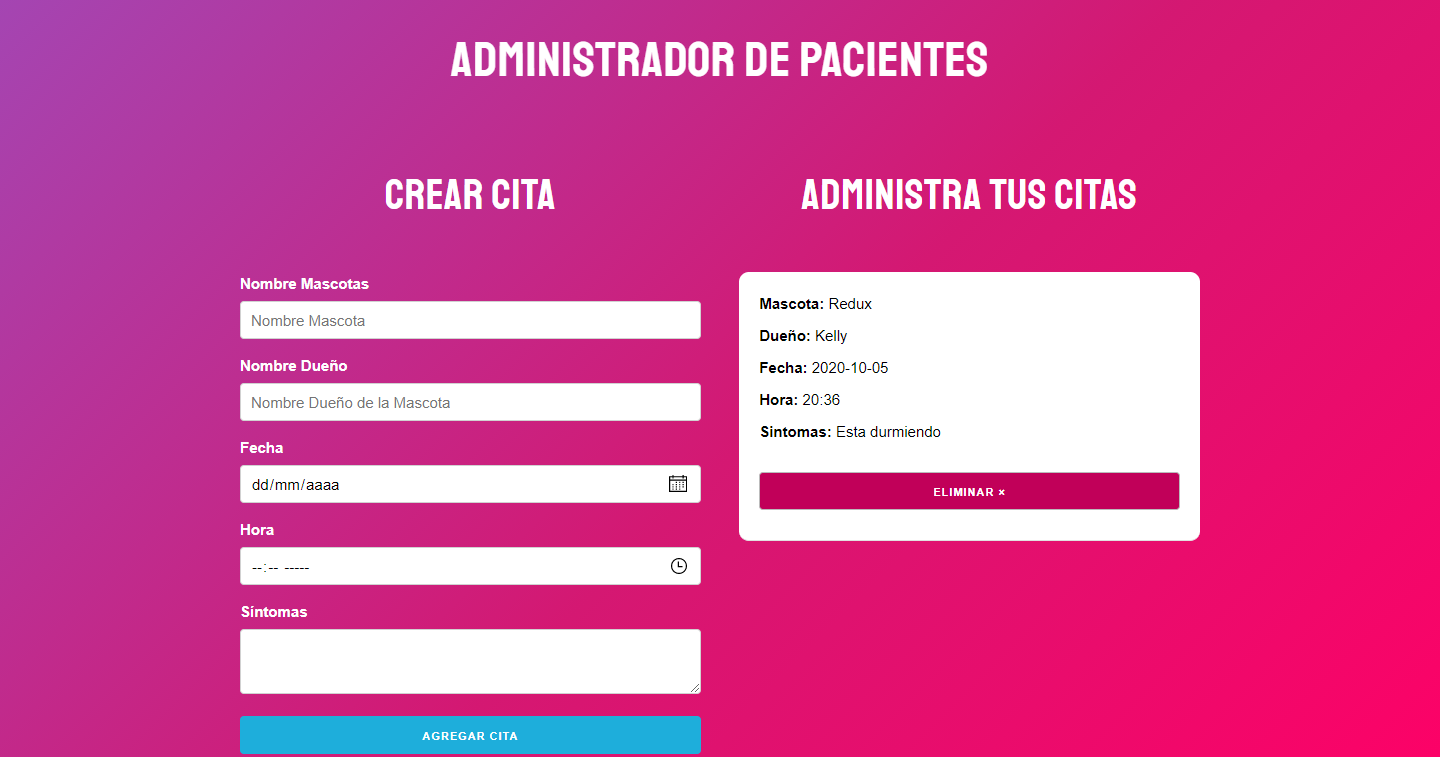 ADMINISTRADOR DE PACIENTES
CREAR CITA
Nombre Mascotas
Nombre Mascota
Nombre Dueño
Nombre Dueño de la Mascota
Fecha
dd/mm/aaaa
Hora
--:-- -----
Síntomas
AGREGAR CITA
ADMINISTRA TUS CITAS
Mascota: Redux
Dueño: Kelly
Fecha: 2020-10-05
Hora: 20:36
Sintomas: Esta durmiendo
ELIMINAR ×